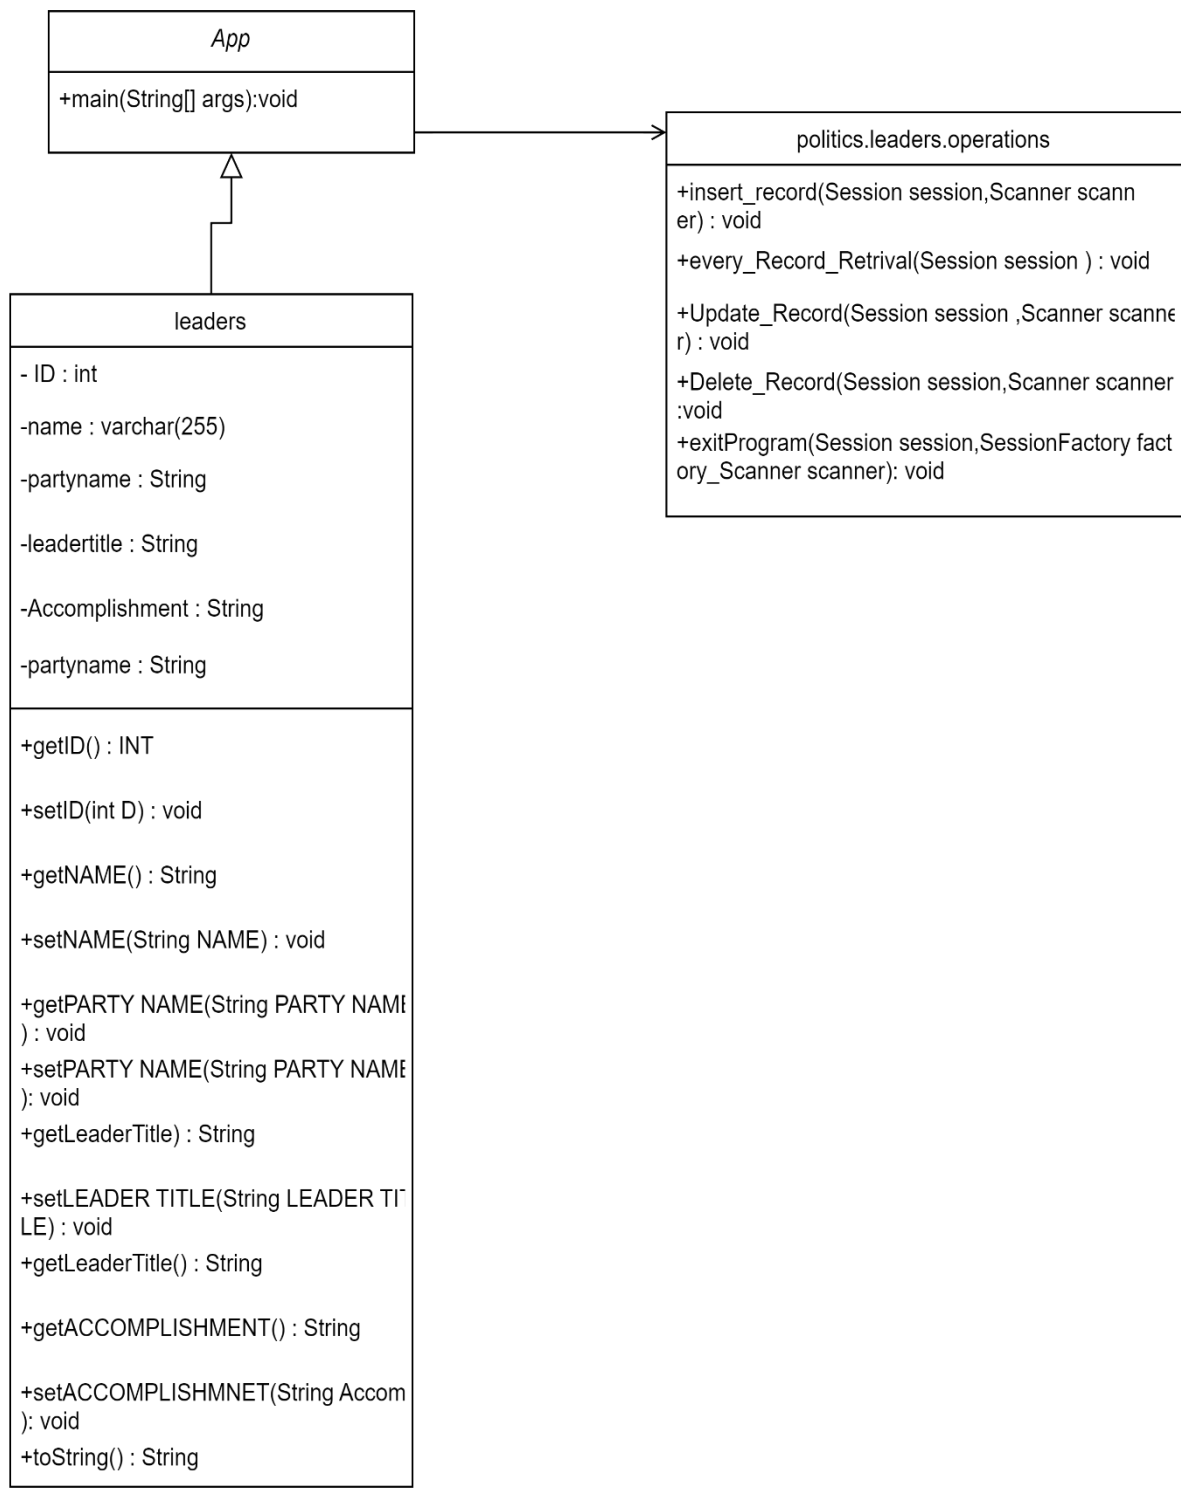 App
+main(String[] args):void
politics.leaders.operations
+insert_record(Session session,Scanner scann
er) : void
+every_Record_Retrival(Session session ) : void
+Update_Record(Session session ,Scanner scanne
r) : void
+Delete_Record(Session session,Scanner scanner
:void
+exitProgram(Session session,SessionFactory fact
ory_Scanner scanner): void
leaders
- ID : int
-name : varchar(255)
-partyname : String
-leadertitle : String
-Accomplishment : String
-partyname : String
+getID() : INT
+setID(int D) : void
+getNAME() : String
+setNAME(String NAME) : void
+getPARTY NAME(String PARTY NAME
) : void
+setPARTY NAME(String PARTY NAME
): void
+getLeaderTitle) : String
+setLEADER TITLE(String LEADER TIT
LE) : void
+getLeaderTitle() : String
+getACCOMPLISHMENT() : String
+setACCOMPLISHMNET(String Accom
): void
+toString() : String